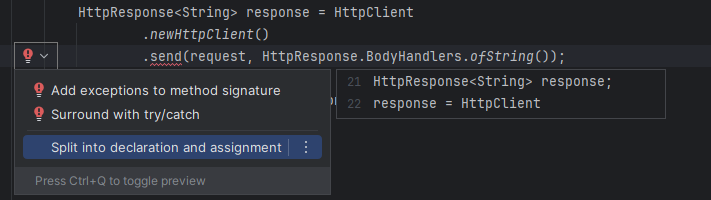 HttpResponse<String> response = HttpClient
.newHttpClient()
.send(request, HttpResponse.BodyHandlers.ofString());
Add exceptions to method signature
Surround with try/catch
Split into declaration and assignment
Press Ctrl+Q to toggle preview
21 HttpResponse<String> response;
22 response = HttpClient